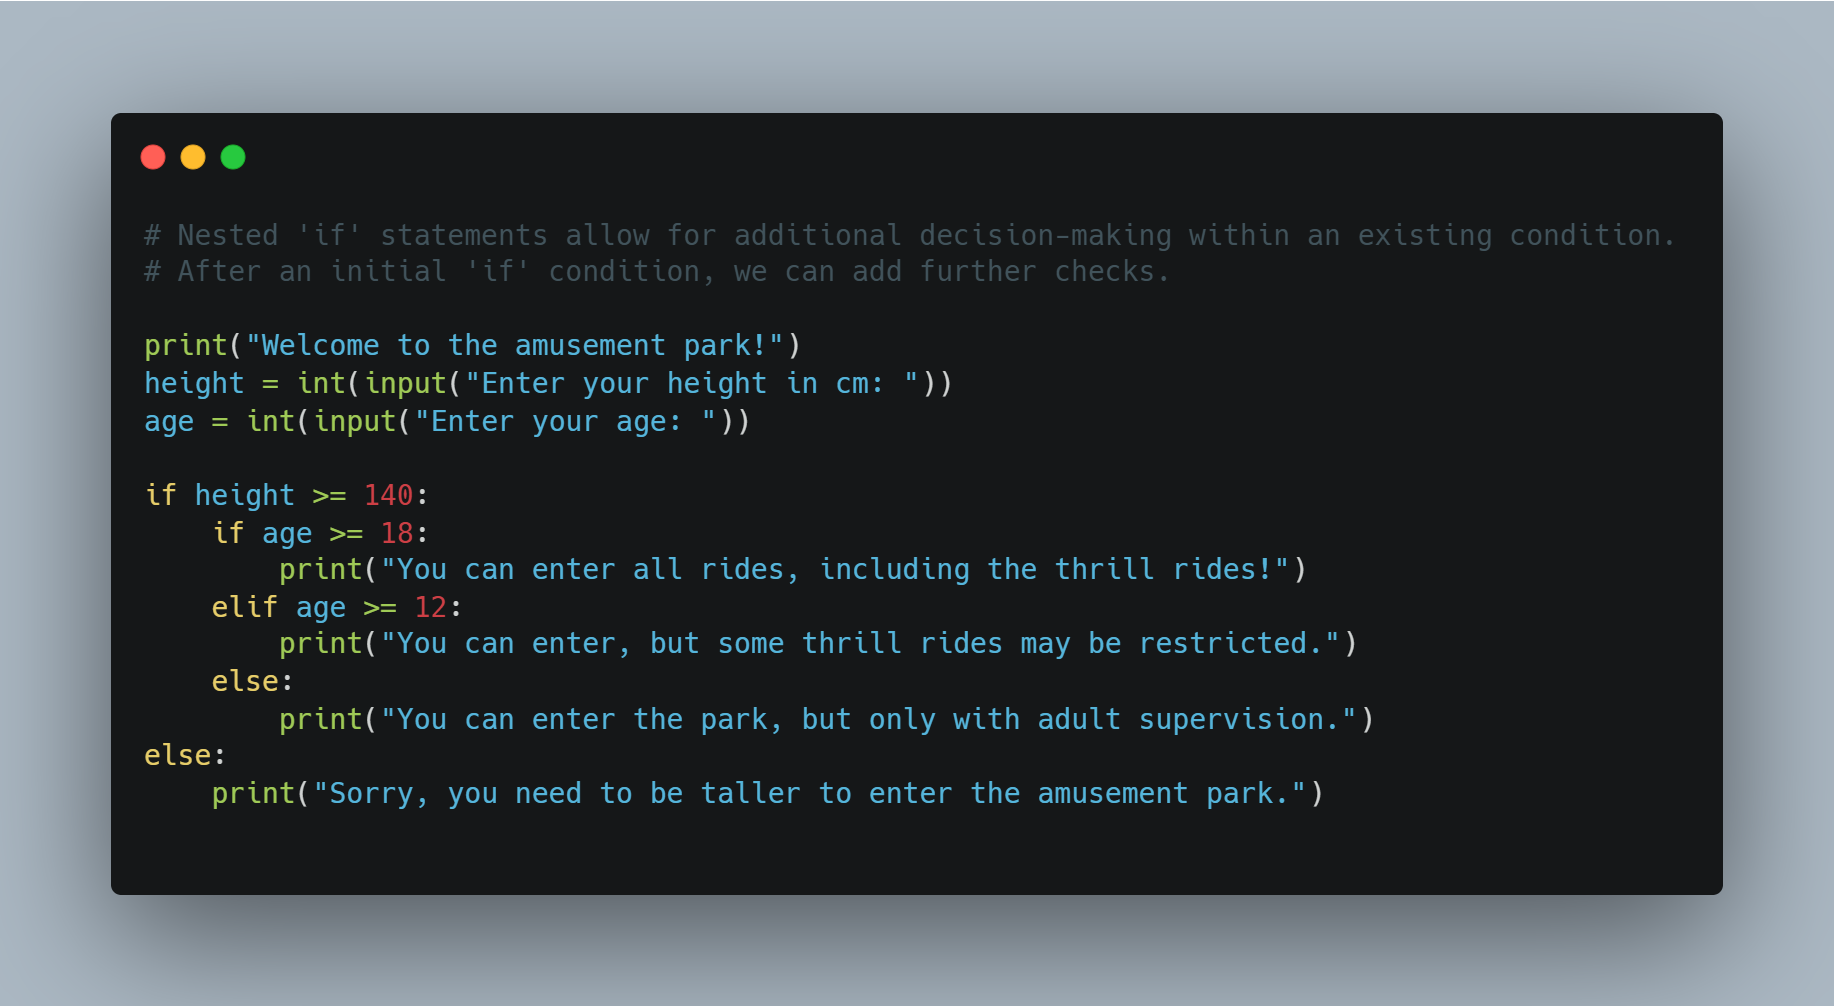 # Nested 'if' statements allow for additional decision-making within an existing condition.
# After an initial 'if' condition, we can add further checks.

print("Welcome to the amusement park!")
height = int(input("Enter your height in cm: "))
age = int(input("Enter your age: "))

if height >= 140:
    if age >= 18:
        print("You can enter all rides, including the thrill rides!")
    elif age >= 12:
        print("You can enter, but some thrill rides may be restricted.")
    else:
        print("You can enter the park, but only with adult supervision.")
else:
    print("Sorry, you need to be taller to enter the amusement park.")